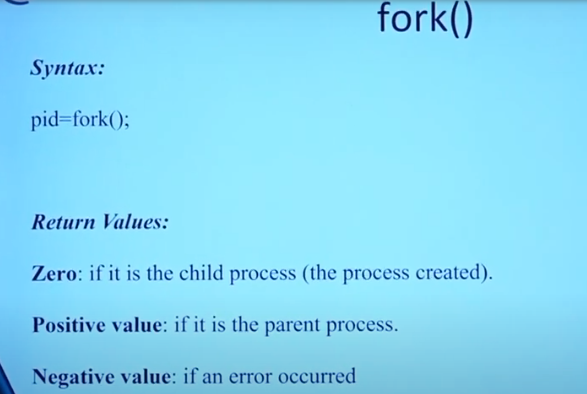 fork()
Syntax:
pid=fork();
Return Values:
Zero: if it is the child process (the process created).
Positive value: if it is the parent process.
Negative value: if an error occurred